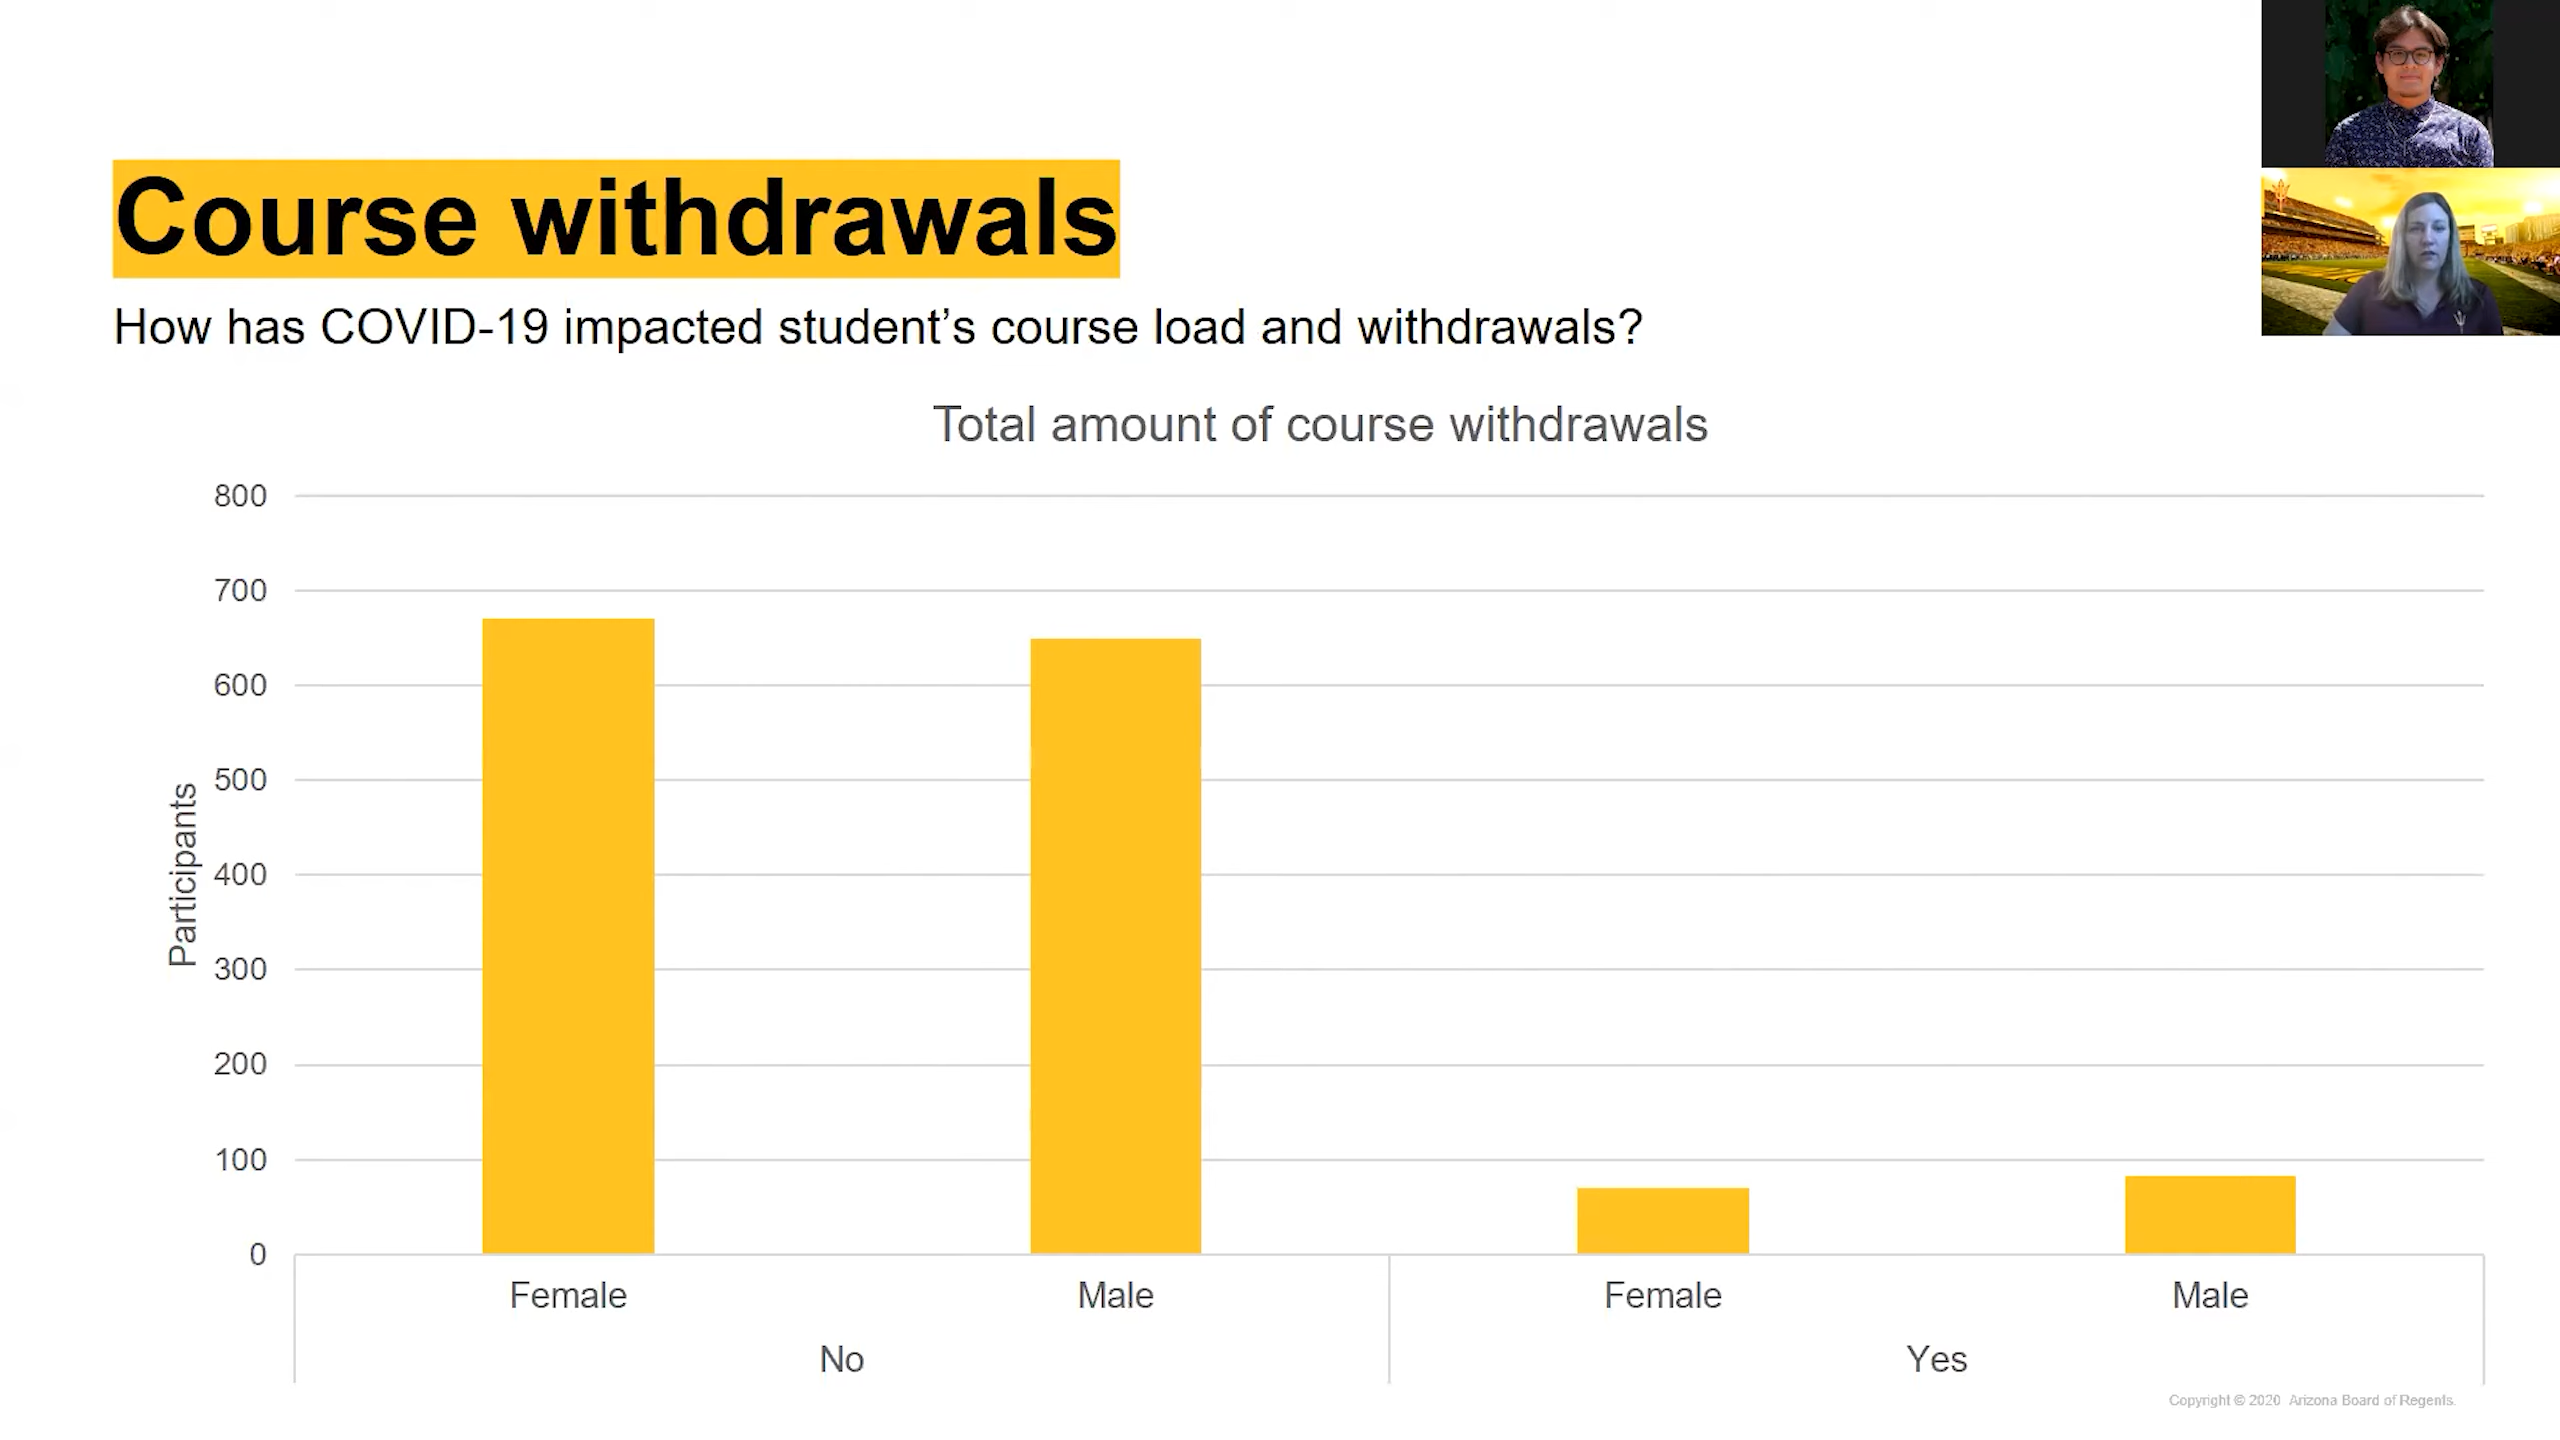 Course withdrawals
How has COVID-19 impacted student’s course load and withdrawals?
Total amount of course withdrawals
800
700
600
500
400
300
200
100
0
Participants
Female
Male
Female
Male
No
Yes
Copyright © 2020 Arizona Board of Regents.